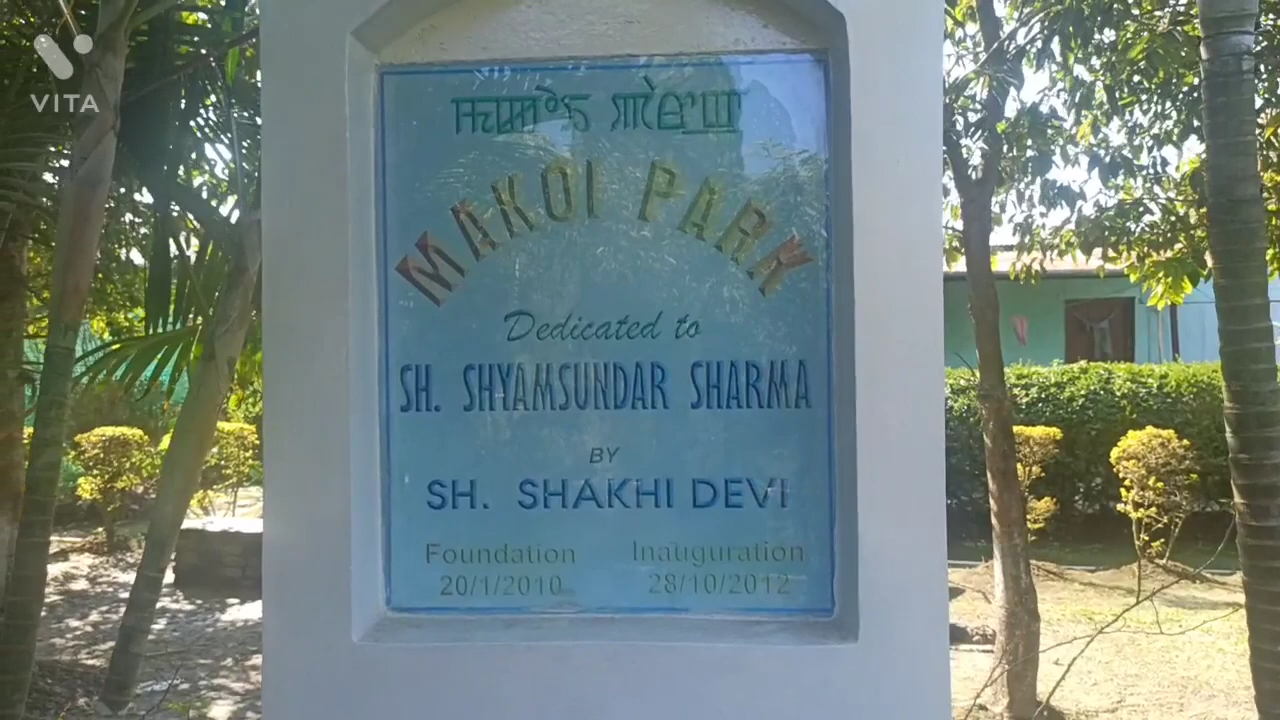 VITA
MAKOI PARK
Dedicated to
SH. SHYAMSUNDAR SHARMA
BY
SH. SHAKHI DEVI
Foundation Inauguration
20/1/2010 28/10/2012